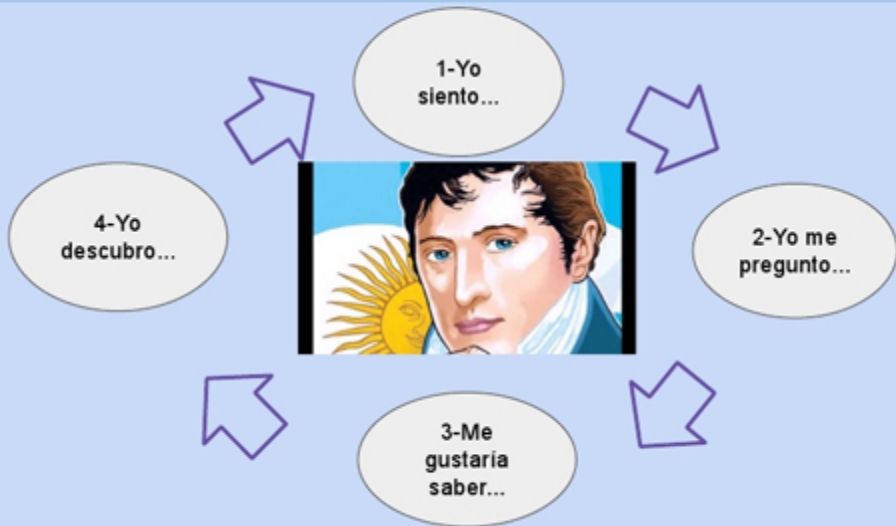 1-Yo
siento...
2-Yo me
pregunto...
3-Me
gustaría
saber...
4-Yo
descubro...